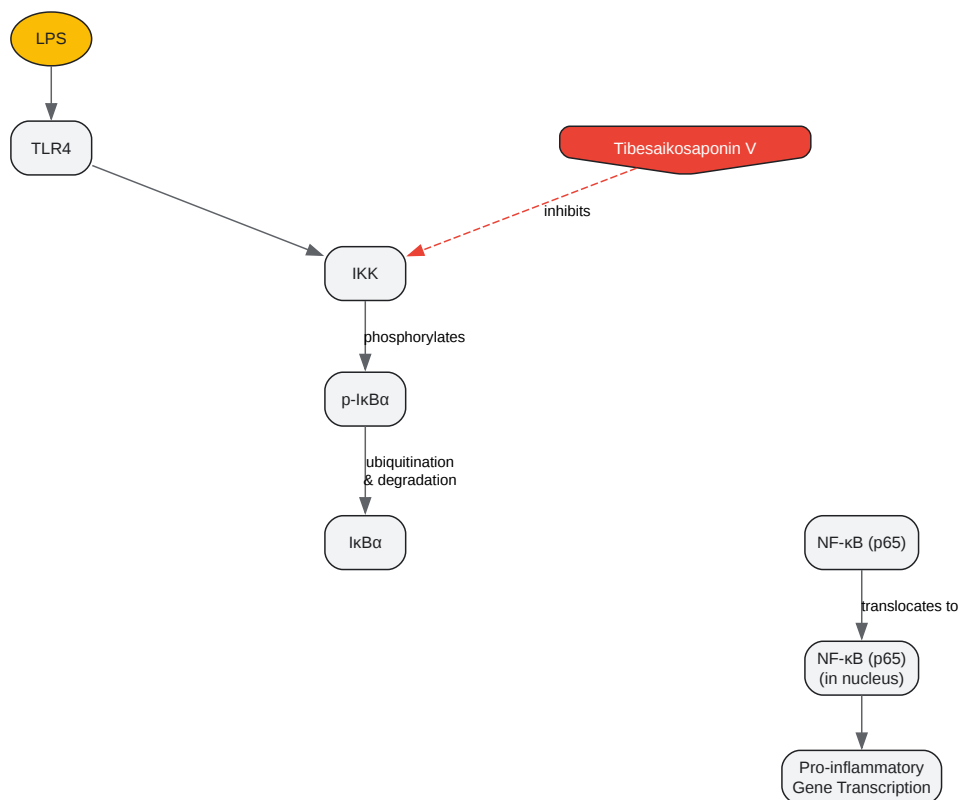 LPS
TLR4
Tibesaikosaponin V
inhibits
IKK
phosphorylates
p-IκBα
ubiquitination
& degradation
IκBα
NF-κB (p65)
translocates to
NF-κB (p65)
(in nucleus)
Pro-inflammatory
Gene Transcription